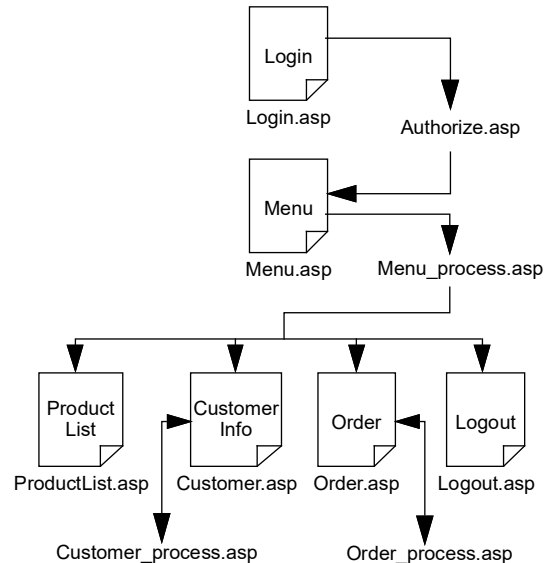 Login
Login.asp
Authorize.asp
Menu
Menu.asp
Menu_process.asp
Product
List
ProductList.asp
Customer
Info
Customer.asp
Order
Order.asp
Logout
Logout.asp
Customer_process.asp
Order_process.asp